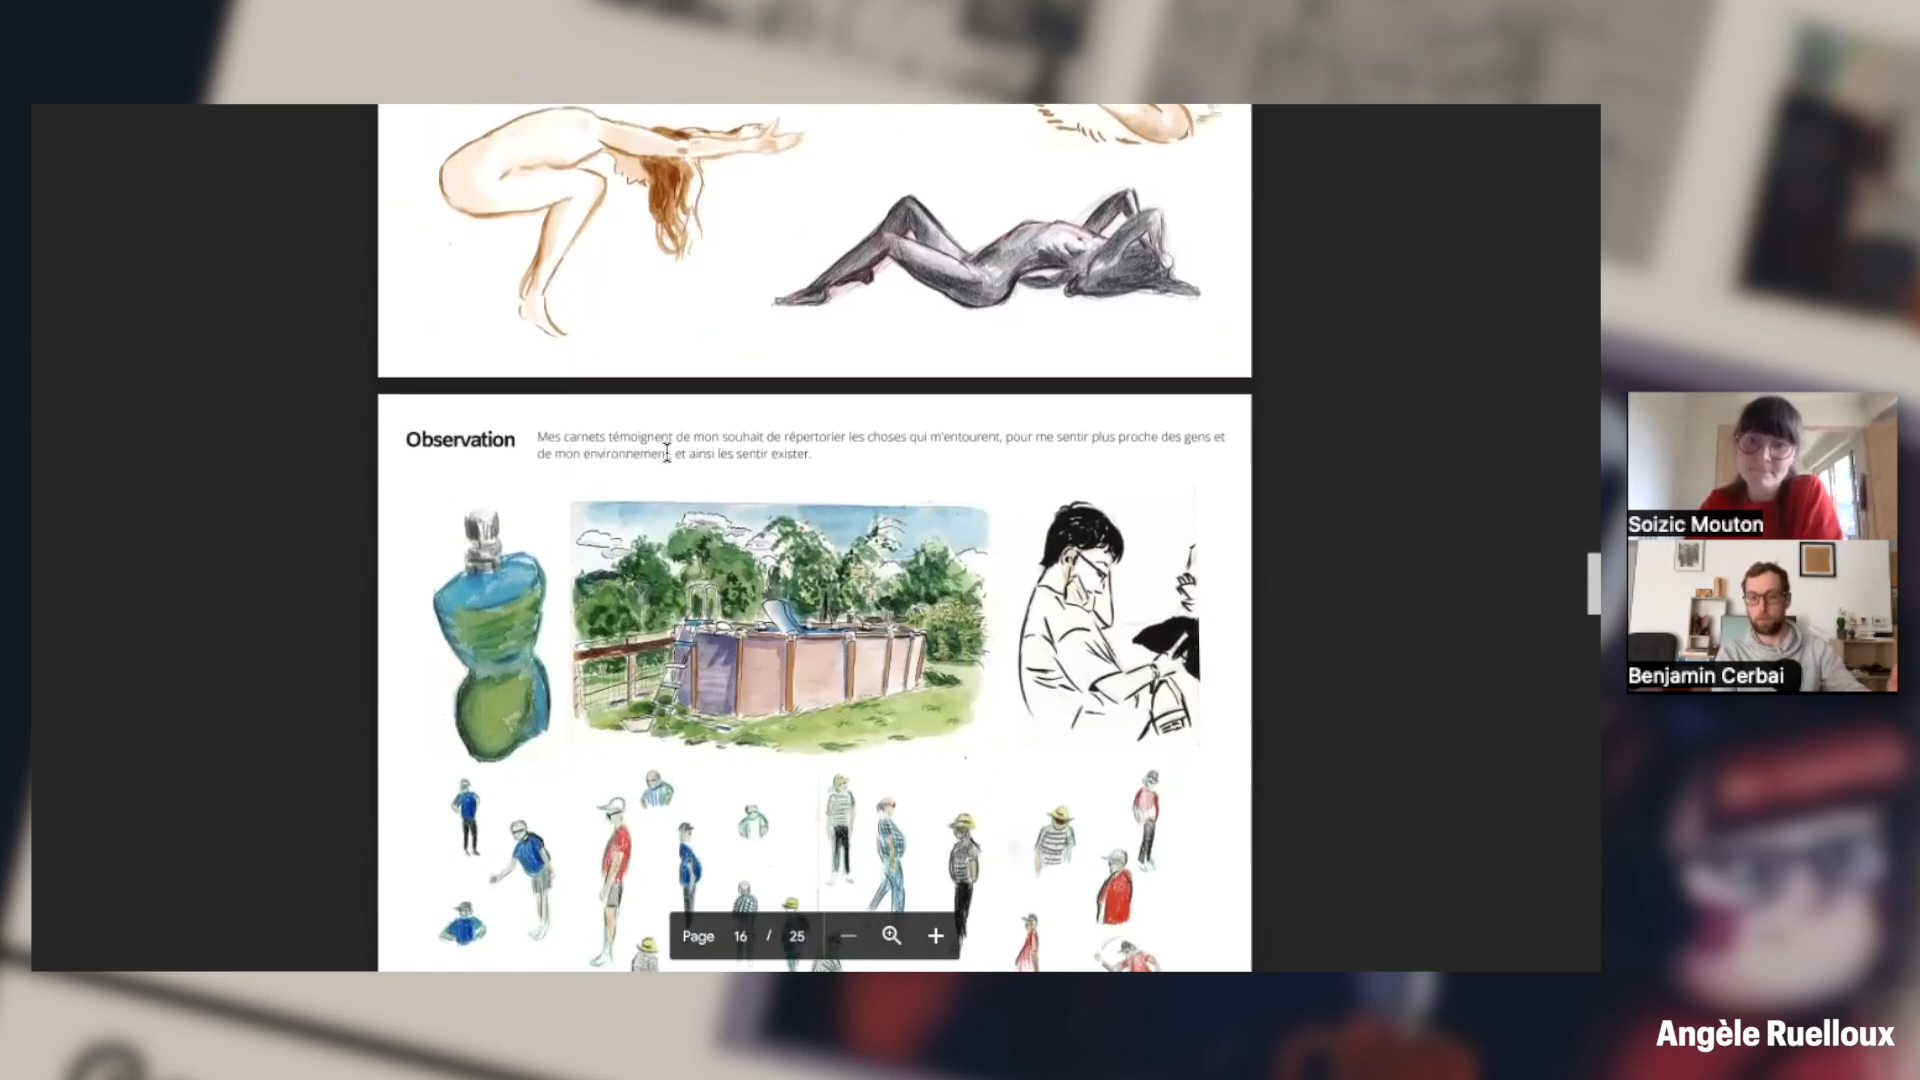 Observation
Mes carnets témoignent de mon souhait de répertorier les choses qui m'entourent, pour me sentir plus proche des gens et
de mon environnement, et ainsi les sentir exister.
Soizic Mouton
Benjamin Cerbai
Page 16 / 25
Angèle Ruelloux